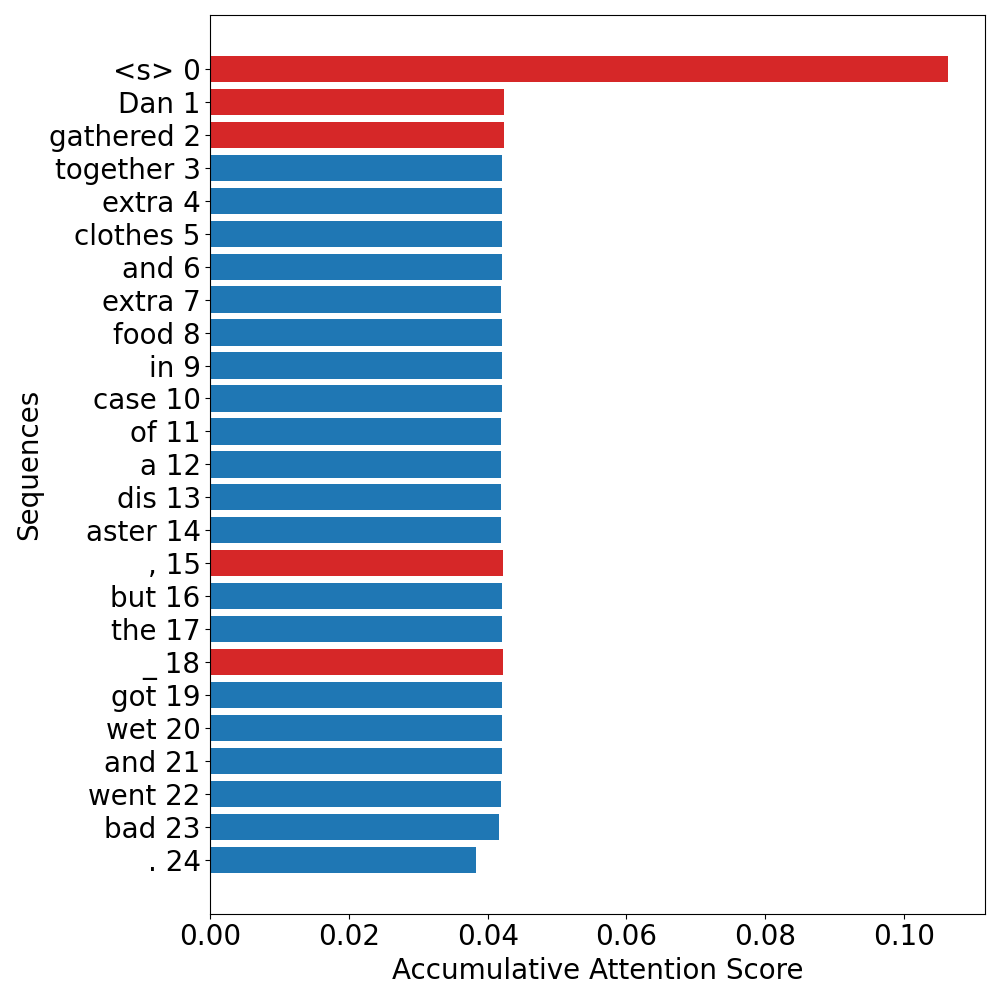 <s> 0
Dan 1
gathered 2
together 3
extra 4
clothes 5
and 6
extra 7
food 8
in 9
case 10
of 11
a 12
dis 13
aster 14
, 15
but 16
the 17
_ 18
got 19
wet 20
and 21
went 22
bad 23
. 24
Sequences
0.00 0.02 0.04 0.06 0.08 0.10
Accumulative Attention Score